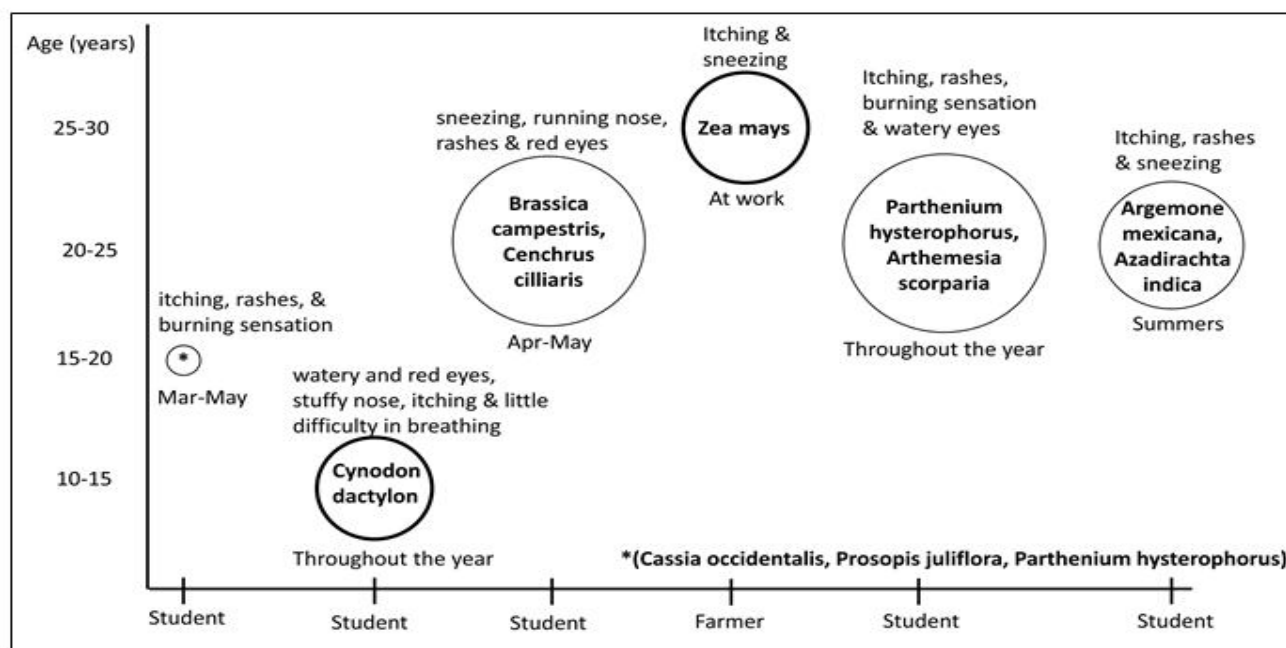 Age (years)
25-30
20-25
15-20
10-15
itching, rashes, &
burning sensation
*
Mar-May
watery and red eyes,
stuffy nose, itching & little
difficulty in breathing
Cynodon
dactylon
Throughout the year
sneezing, running nose,
rashes & red eyes
Brassica
campestris,
Cenchrus
cilliaris
Apr-May
Itching &
sneezing
Zea mays
At work
Itching, rashes,
burning sensation
& watery eyes
Parthenium
hysterophorus,
Arthemesia
scorparia
Throughout the year
Itching, rashes
& sneezing
Argemone
mexicana,
Azadirachta
indica
Summers
*(Cassia occidentalis, Prosopis juliflora, Parthenium hysterophorus)
Student
Student
Student
Farmer
Student
Student